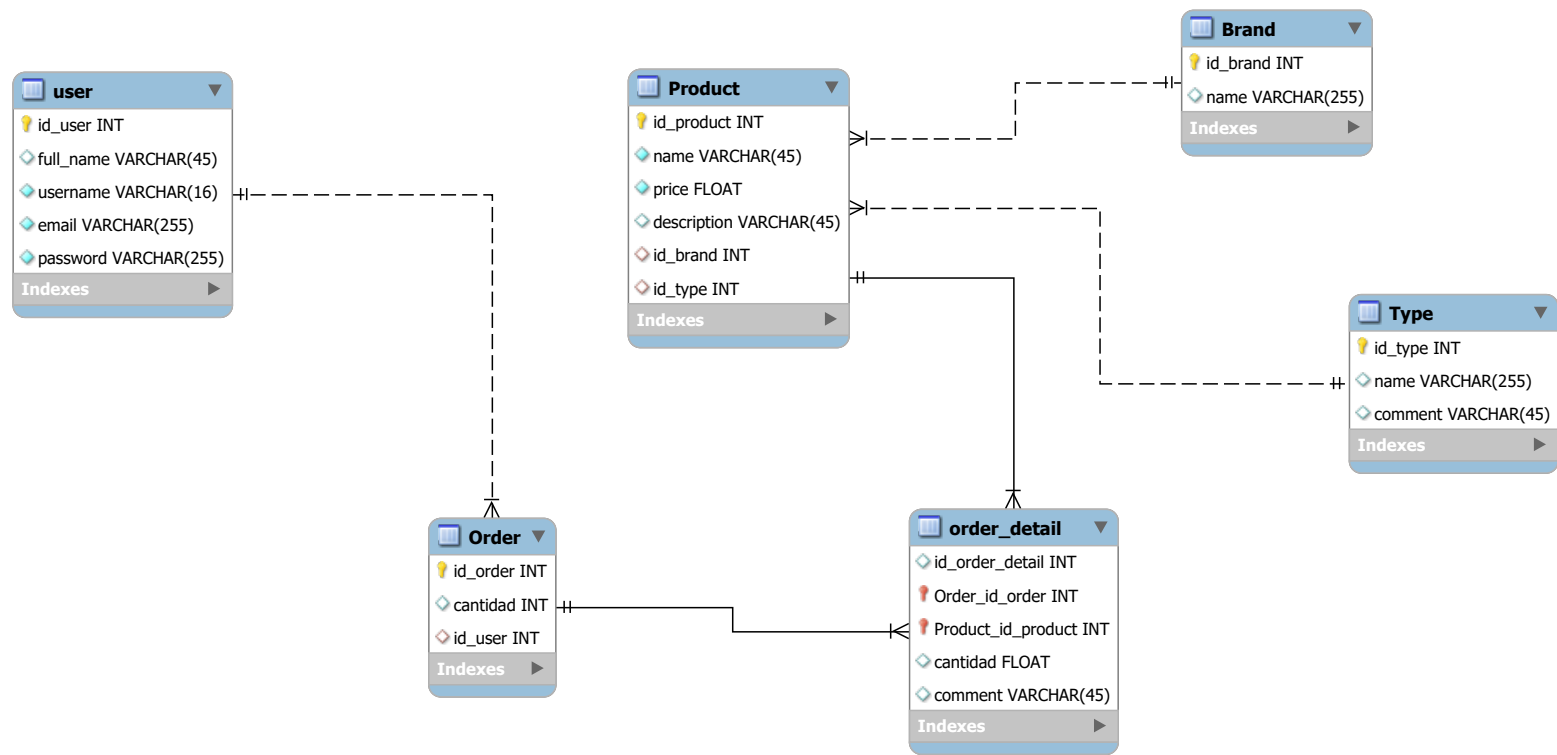 user
id_user INT
full_name VARCHAR(45)
username VARCHAR(16)
email VARCHAR(255)
password VARCHAR(255)
Indexes
Product
id_product INT
name VARCHAR(45)
price FLOAT
description VARCHAR(45)
id_brand INT
id_type INT
Indexes
Brand
id_brand INT
name VARCHAR(255)
Indexes
Type
id_type INT
name VARCHAR(255)
comment VARCHAR(45)
Indexes
Order
id_order INT
cantidad INT
id_user INT
Indexes
order_detail
id_order_detail INT
Order_id_order INT
Product_id_product INT
cantidad FLOAT
comment VARCHAR(45)
Indexes